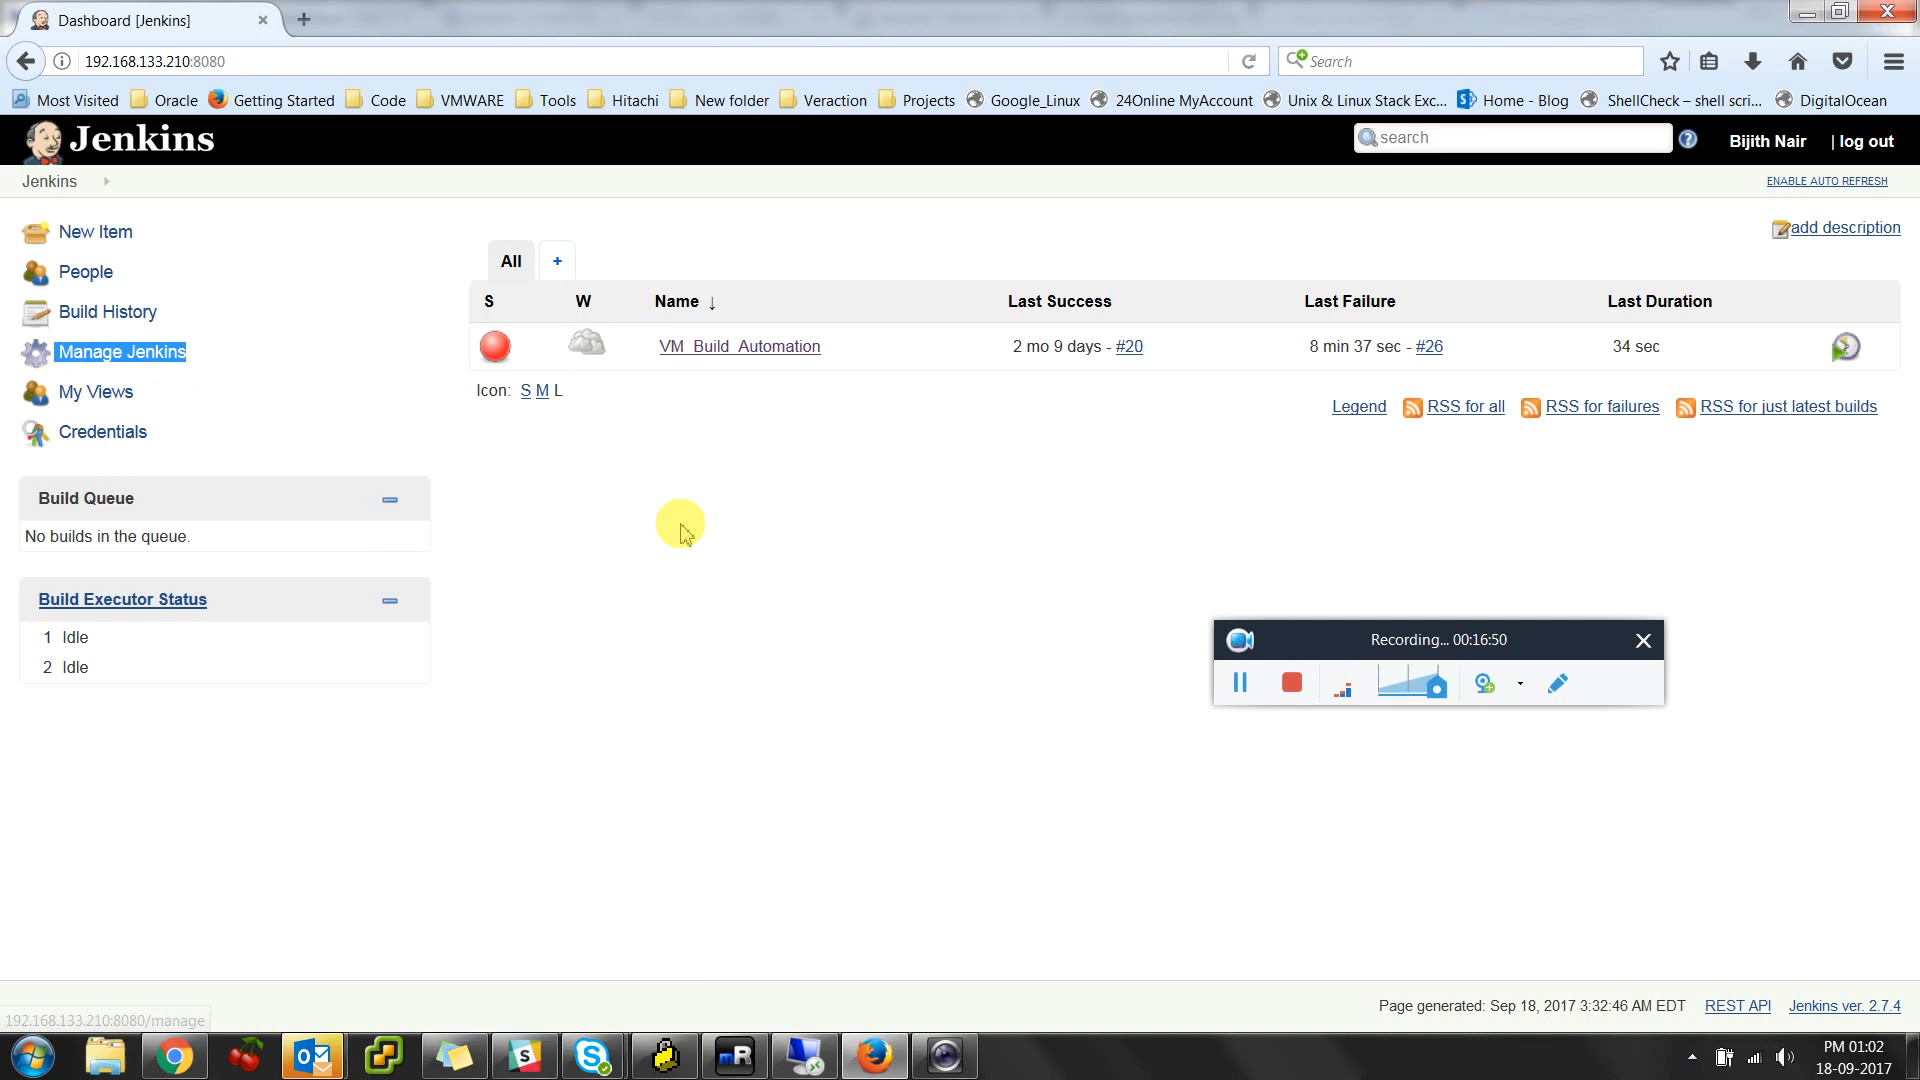 Dashboard [Jenkins]
192.168.133.210:8080
Search
Most Visited Oracle Getting Started Code VMWARE Tools Hitachi New folder Veraction Projects Google_Linux 24Online MyAccount Unix & Linux Stack Exc... Home - Blog ShellCheck – shell scri... DigitalOcean
Jenkins
search
Bijith Nair | log out
Jenkins
ENABLE AUTO REFRESH
New Item
People
Build History
Manage Jenkins
My Views
Credentials
add description
All +
S W Name ↓ Last Success Last Failure Last Duration
VM_Build_Automation 2 mo 9 days - #20 8 min 37 sec - #26 34 sec
Icon: S M L
Legend RSS for all RSS for failures RSS for just latest builds
Build Queue
No builds in the queue.
Build Executor Status
1 Idle
2 Idle
Recording... 00:16:50
Page generated: Sep 18, 2017 3:32:46 AM EDT REST API Jenkins ver. 2.7.4
192.168.133.210:8080/manage
mR
PM 01:02
18-09-2017